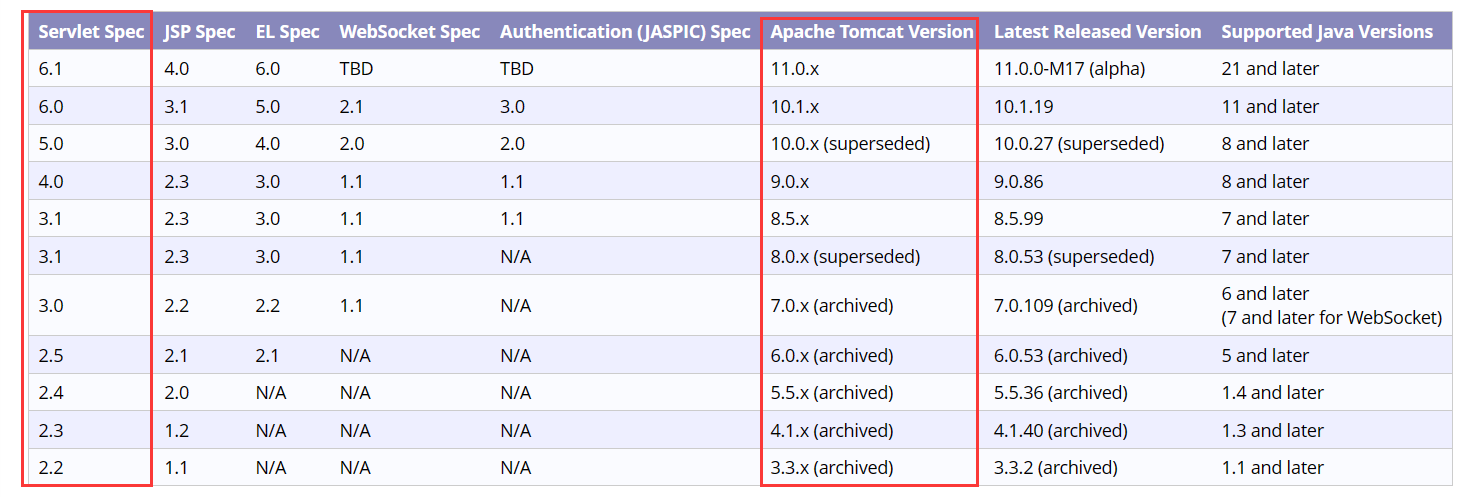 Servlet Spec JSP Spec EL Spec WebSocket Spec Authentication (JASPIC) Spec Apache Tomcat Version Latest Released Version Supported Java Versions
6.1 4.0 6.0 TBD TBD 11.0.x 11.0.0-M17 (alpha) 21 and later
6.0 3.1 5.0 2.1 3.0 10.1.x 10.1.19 11 and later
5.0 3.0 4.0 2.0 2.0 10.0.x (superseded) 10.0.27 (superseded) 8 and later
4.0 2.3 3.0 1.1 1.1 9.0.x 9.0.86 8 and later
3.1 2.3 3.0 1.1 1.1 8.5.x 8.5.99 7 and later
3.1 2.3 3.0 1.1 N/A 8.0.x (superseded) 8.0.53 (superseded) 7 and later
3.0 2.2 2.2 1.1 N/A 7.0.x (archived) 7.0.109 (archived) 6 and later
(7 and later for WebSocket)
2.5 2.1 2.1 N/A N/A 6.0.x (archived) 6.0.53 (archived) 5 and later
2.4 2.0 N/A N/A N/A 5.5.x (archived) 5.5.36 (archived) 1.4 and later
2.3 1.2 N/A N/A N/A 4.1.x (archived) 4.1.40 (archived) 1.3 and later
2.2 1.1 N/A N/A N/A 3.3.x (archived) 3.3.2 (archived) 1.1 and later